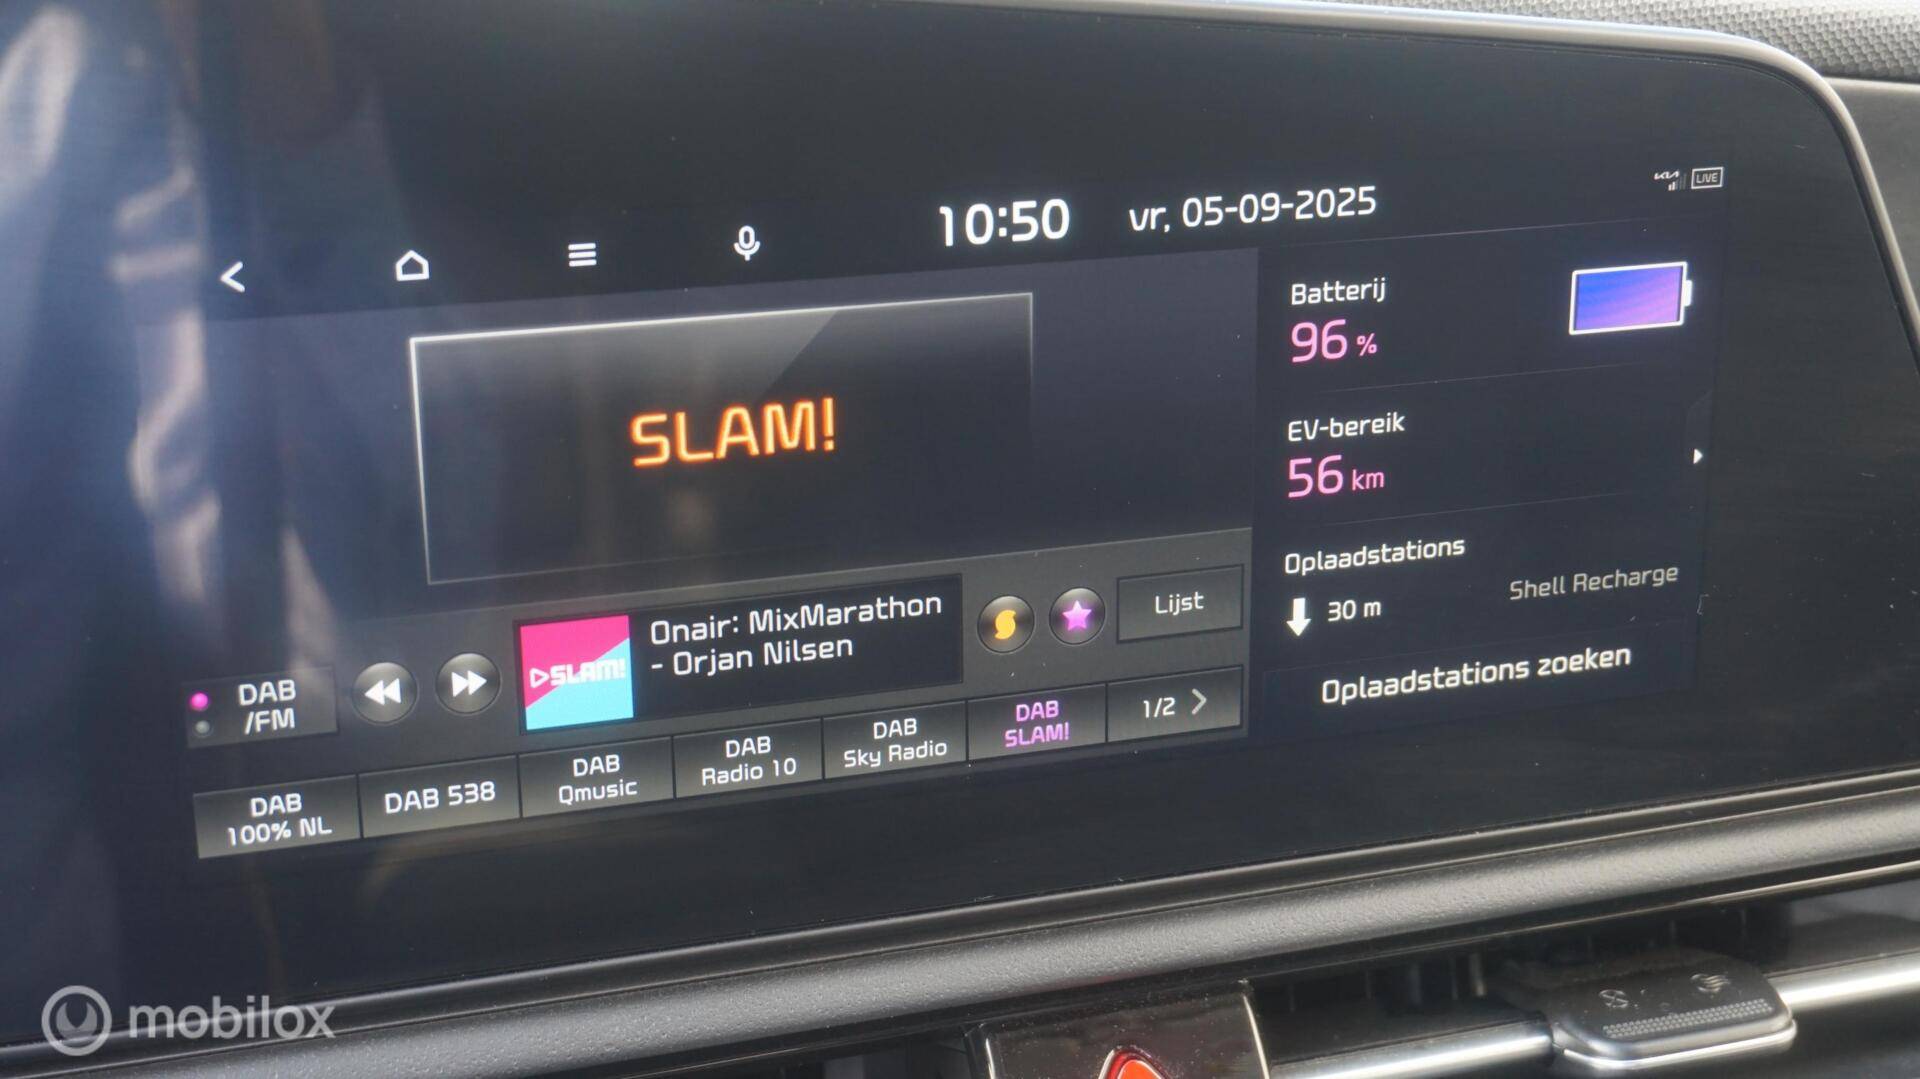 KIA
LIVE
10:50
vr, 05-09-2025
SLAM!
Batterij
96 %
EV-bereik
56 km
Oplaadstations
30 m
Shell Recharge
Oplaadstations zoeken
DAB
/FM
SLAM!
Onair: MixMarathon
- Orjan Nilsen
Lijst
DAB
100% NL
DAB 538
DAB
Qmusic
DAB
Radio 10
DAB
Sky Radio
DAB
SLAM!
1/2
mobilox